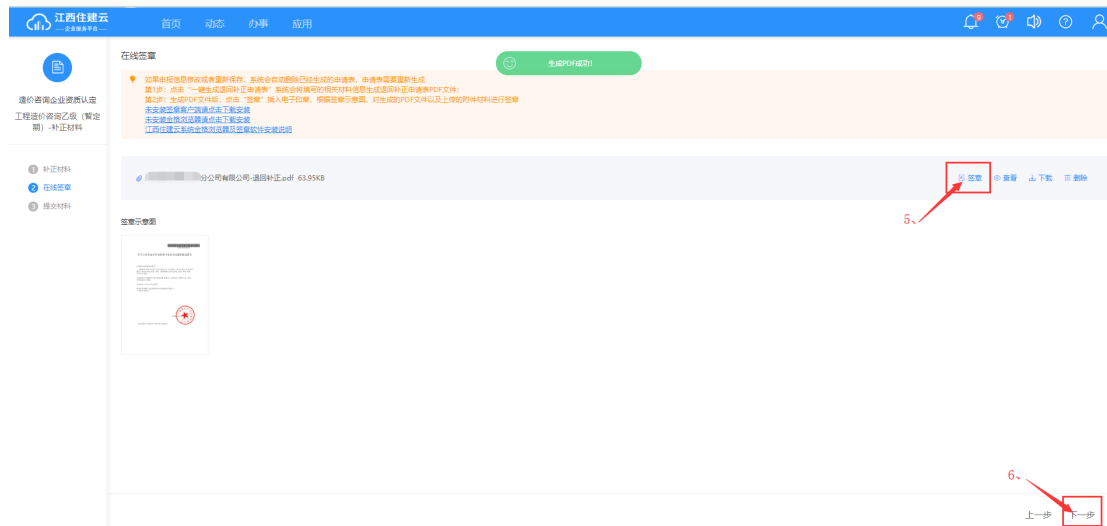 江西住建云
企业服务平台
首页 动态 办事 应用
9 1
造价咨询企业资质认定
工程造价咨询乙级（暂定期）-补正材料
1 补正材料
2 在线签章
3 提交材料
在线签章
生成PDF成功!
如果申报信息修改或者重新保存、系统会自动删除已经生成的申请表，申请表需要重新生成
第1步：点击“一键生成退回补正申请表”系统会将填写的相关材料信息生成退回补正申请表PDF文件；
第2步：生成PDF文件后，点击“签章”插入电子印章，根据签章示意图，对生成的PDF文件以及上传的附件材料进行签章
未安装签章客户端请点击下载安装
未安装金格浏览器请点击下载安装
江西住建云系统金格浏览器及签章软件安装说明
分公司有限公司-退回补正.pdf 63.95KB
签章 查看 下载 删除
5、
签章示意图
6、
上一步 下一步